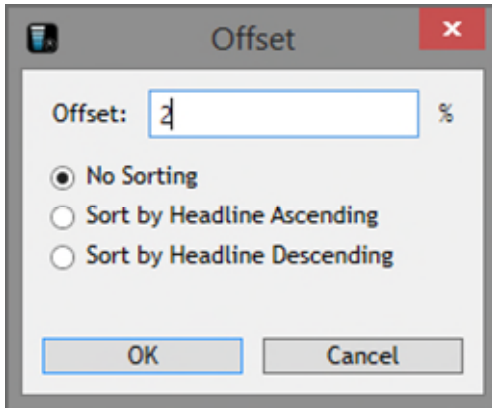 Offset
Offset: 2 %
No Sorting
Sort by Headline Ascending
Sort by Headline Descending
OK Cancel